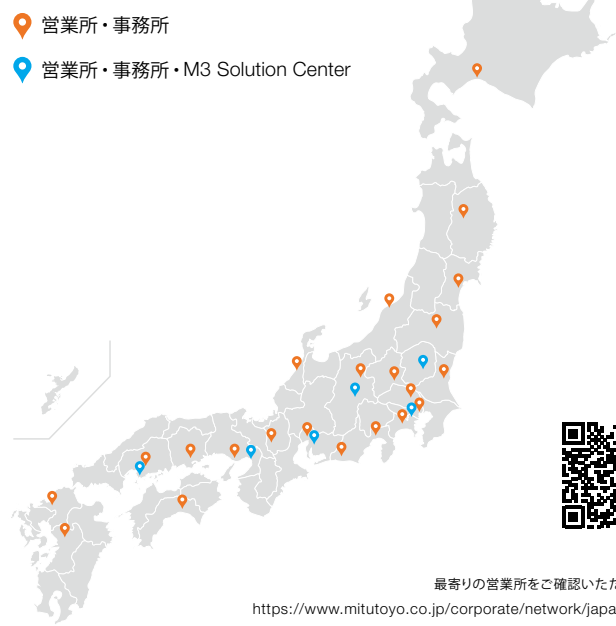 営業所・事務所
営業所・事務所・M3 Solution Center
最寄りの営業所をご確認いただ
https://www.mitutoyo.co.jp/corporate/network/japa